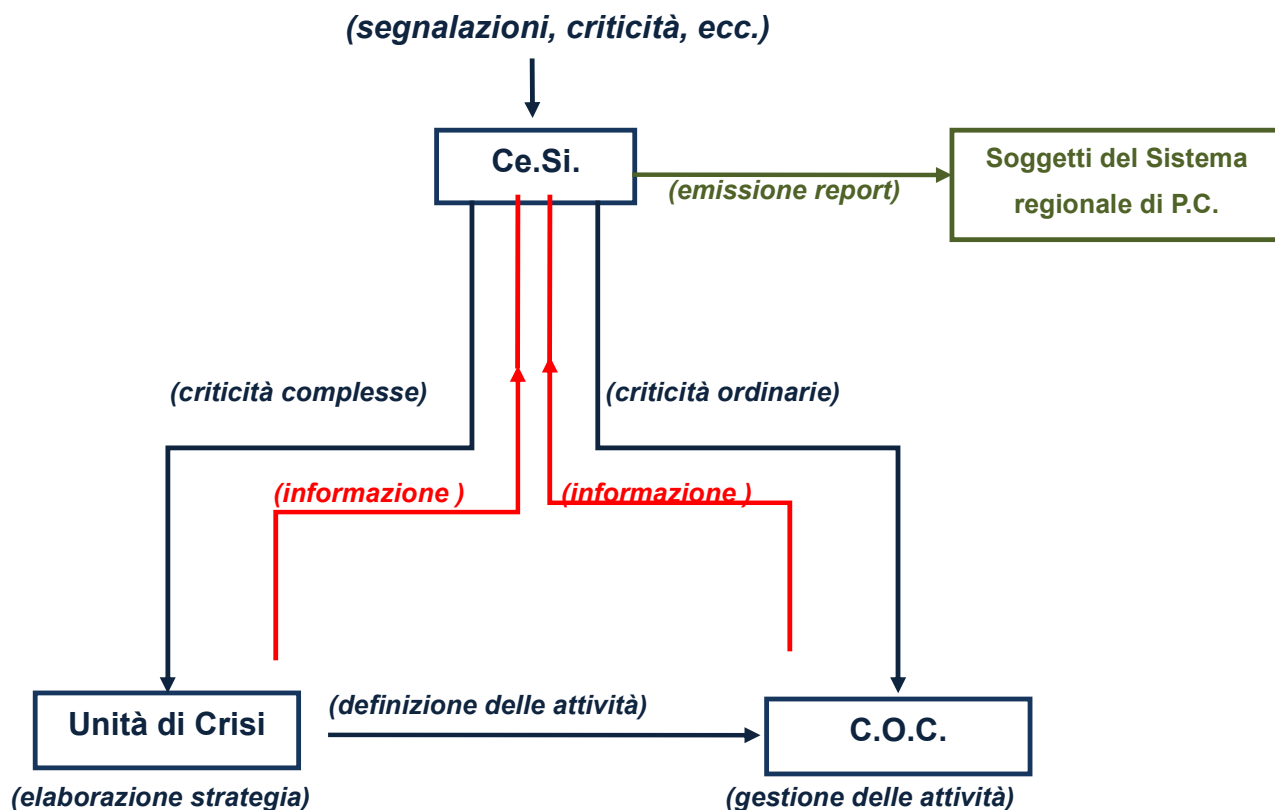 (segnalazioni, criticità, ecc.)
Ce.Si.
(emissione report)
Soggetti del Sistema
regionale di P.C.
(criticità complesse)
(criticità ordinarie)
(informazione )
(informazione )
Unità di Crisi
(definizione delle attività)
C.O.C.
(elaborazione strategia)
(gestione delle attività)